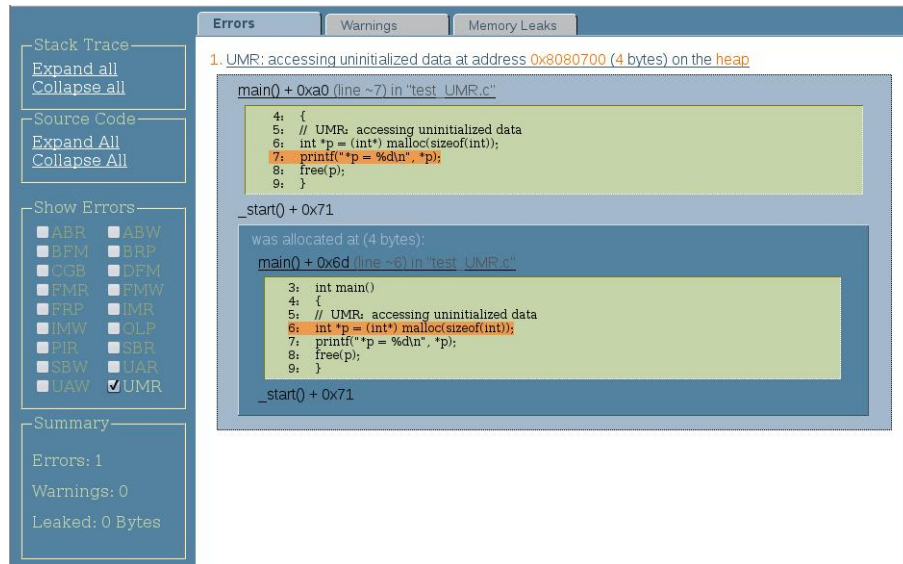 Errors
Warnings
Memory Leaks
Stack Trace
Expand all
Collapse all
Source Code
Expand All
Collapse All
Show Errors
ABR ABW
BFM BRP
CGB DFM
FMR FMW
FRP IMR
IMW OLP
PIR SBR
SBW UAR
UAW UMR
Summary
Errors: 1
Warnings: 0
Leaked: 0 Bytes
1. UMR: accessing uninitialized data at address 0x8080700 (4 bytes) on the heap
main() + 0xa0 (line ~7) in "test_UMR.c"
4: {
5: // UMR: accessing uninitialized data
6: int *p = (int*) malloc(sizeof(int));
7: printf("*p = %d\n", *p);
8: free(p);
9: }
_start() + 0x71
was allocated at (4 bytes):
main() + 0x6d (line ~6) in "test_UMR.c"
3: int main()
4: {
5: // UMR: accessing uninitialized data
6: int *p = (int*) malloc(sizeof(int));
7: printf("*p = %d\n", *p);
8: free(p);
9: }
_start() + 0x71